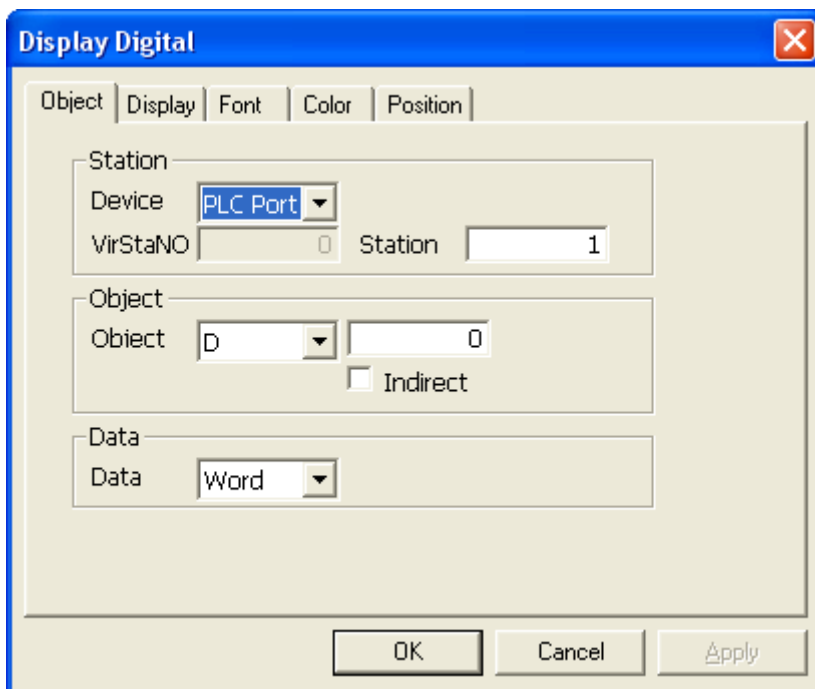 Display Digital
Object Display Font Color Position
Station
Device PLC Port
VirStaNO 0 Station 1
Object
Object D 0
Indirect
Data
Data Word
OK Cancel Apply